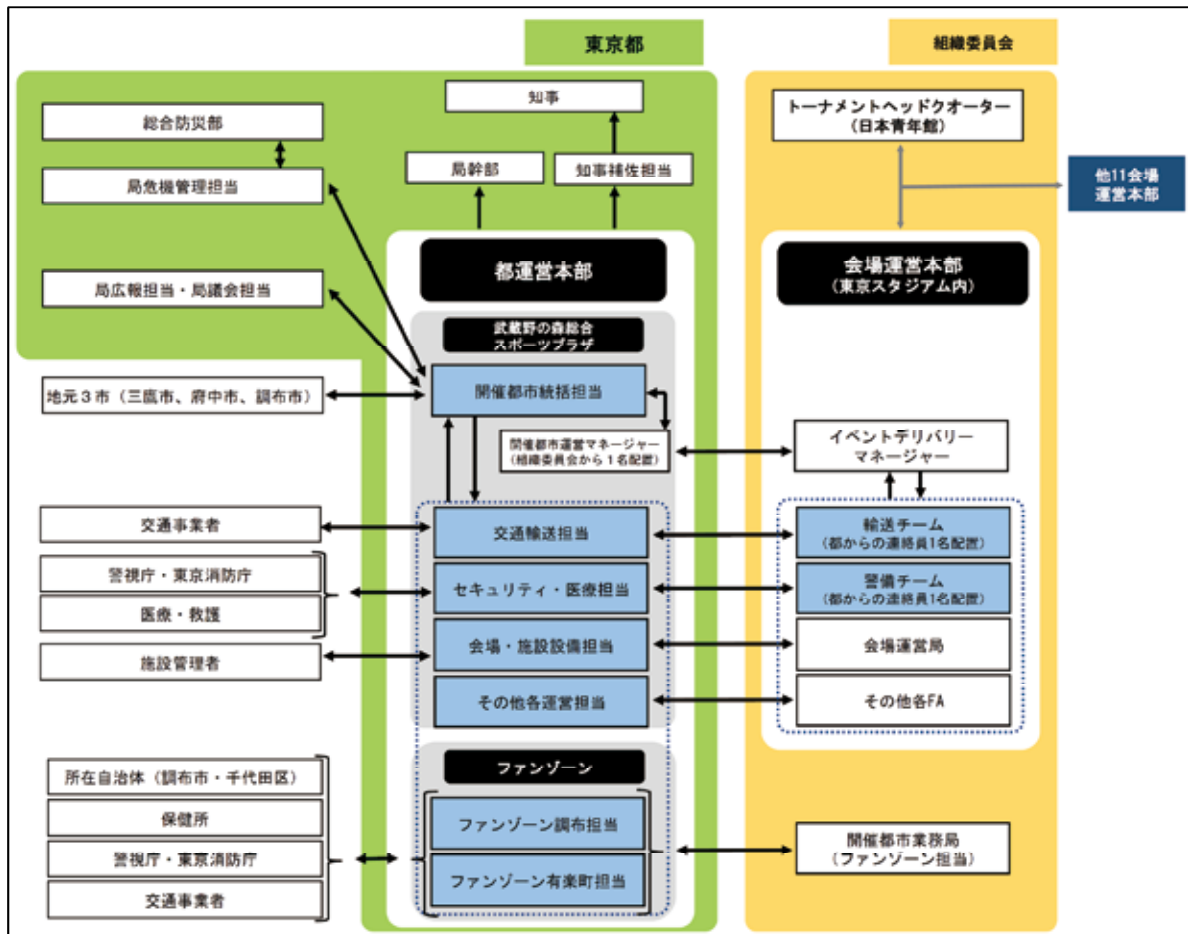 東京都
組織委員会
知事
総合防災部
トーナメントヘッドクオーター
(日本青年館)
局幹部
知事補佐担当
局危機管理担当
他11会場
運営本部
都運営本部
会場運営本部
(東京スタジアム内)
局広報担当・局議会担当
武蔵野の森総合
スポーツプラザ
開催都市統括担当
地元3市(三鷹市、府中市、調布市)
開催都市運営マネージャー
(組織委員会から1名配置)
イベントデリバリー
マネージャー
交通事業者
交通輸送担当
輸送チーム
(都からの連絡員1名配置)
警視庁・東京消防庁
セキュリティ・医療担当
警備チーム
(都からの連絡員1名配置)
医療・救護
会場・施設設備担当
会場運営局
施設管理者
その他各運営担当
その他各FA
ファンゾーン
所在自治体(調布市・千代田区)
保健所
ファンゾーン調布担当
開催都市業務局
(ファンゾーン担当)
警視庁・東京消防庁
ファンゾーン有楽町担当
交通事業者